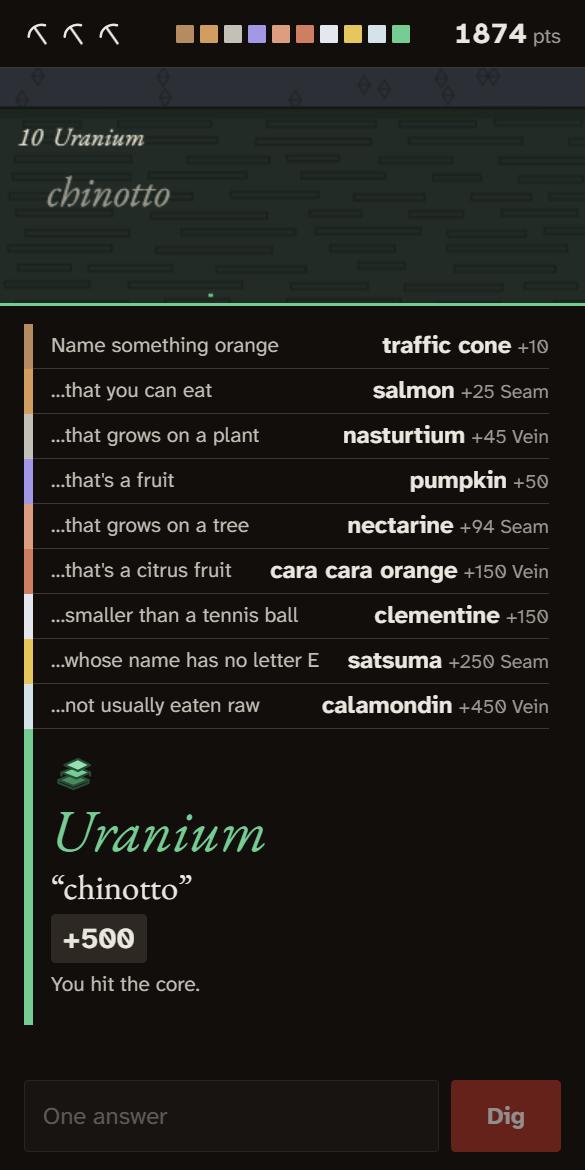 1874 pts
10 Uranium
chinotto
Name something orange traffic cone +10
...that you can eat salmon +25 Seam
...that grows on a plant nasturtium +45 Vein
...that's a fruit pumpkin +50
...that grows on a tree nectarine +94 Seam
...that's a citrus fruit cara cara orange +150 Vein
...smaller than a tennis ball clementine +150
...whose name has no letter E satsuma +250 Seam
...not usually eaten raw calamondin +450 Vein
Uranium
“chinotto”
+500
You hit the core.
One answer Dig